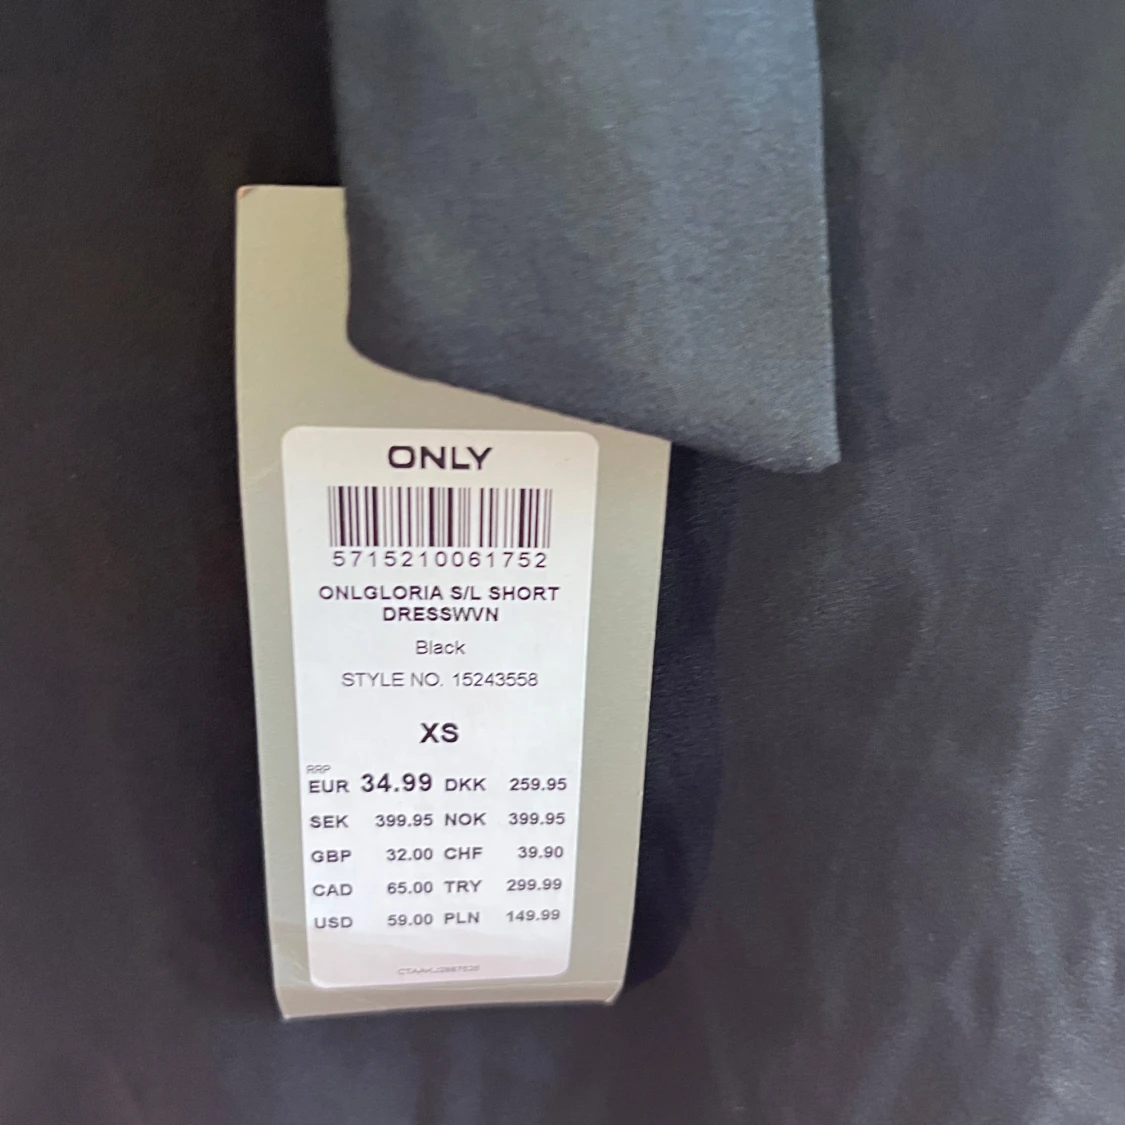 ONLY
5715210061752
ONLGLORIA S/L SHORT
DRESSWVN
Black
STYLE NO. 15243558
XS
RRP
EUR 34.99 DKK 259.95
SEK 399.95 NOK 399.95
GBP 32.00 CHF 39.90
CAD 65.00 TRY 299.99
USD 59.00 PLN 149.99